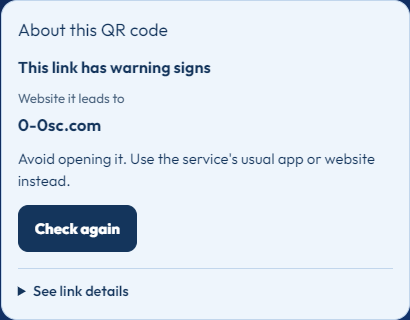 About this QR code
This link has warning signs
Website it leads to
0-0sc.com
Avoid opening it. Use the service's usual app or website
instead.
Check again
See link details